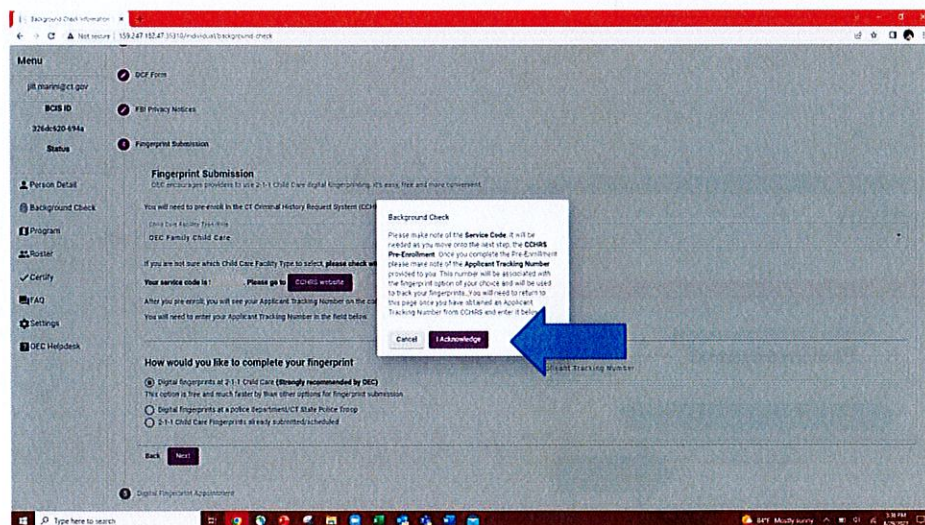 Background Check Information
Not secure | 159.247.182.47:35310/individual/background-check
Menu
jill.marini@ct.gov
BCIS ID
326dc620-694a
Status
Person Detail
Background Check
Program
Roster
Certify
FAQ
Settings
OEC Helpdesk
DCF Form
FBI Privacy Notices
4 Fingerprint Submission
Fingerprint Submission
OEC encourages providers to use 2-1-1 Child Care digital fingerprinting. It's easy, free and more convenient.
You will need to pre-enroll in the CT Criminal History Request System (CCH
Child Care Facility Type/Role
OEC Family Child Care
If you are not sure which Child Care Facility Type to select, please check wi
Your service code is : . Please go to CCHRS website
After you pre-enroll, you will see your Applicant Tracking Number on the co
You will need to enter your Applicant Tracking Number in the field below
plicant Tracking Number
How would you like to complete your fingerprint
Digital fingerprints at 2-1-1 Child Care (Strongly recommended by OEC)
This option is free and much faster by than other options for fingerprint submission.
Digital fingerprints at a police department/CT State Police Troop
2-1-1 Child Care Fingerprints already submitted/scheduled
Back Next
5 Digital Fingerprint Appointment
Background Check
Please make note of the Service Code. It will be
needed as you move onto the next step, the CCHRS
Pre-Enrollment. Once you complete the Pre-Enrollment
please make note of the Applicant Tracking Number
provided to you. This number will be associated with
the fingerprint option of your choice and will be used
to track your fingerprints. You will need to return to
this page once you have obtained an Applicant
Tracking Number from CCHRS and enter it below
Cancel I Acknowledge
Type here to search
84°F Mostly sunny